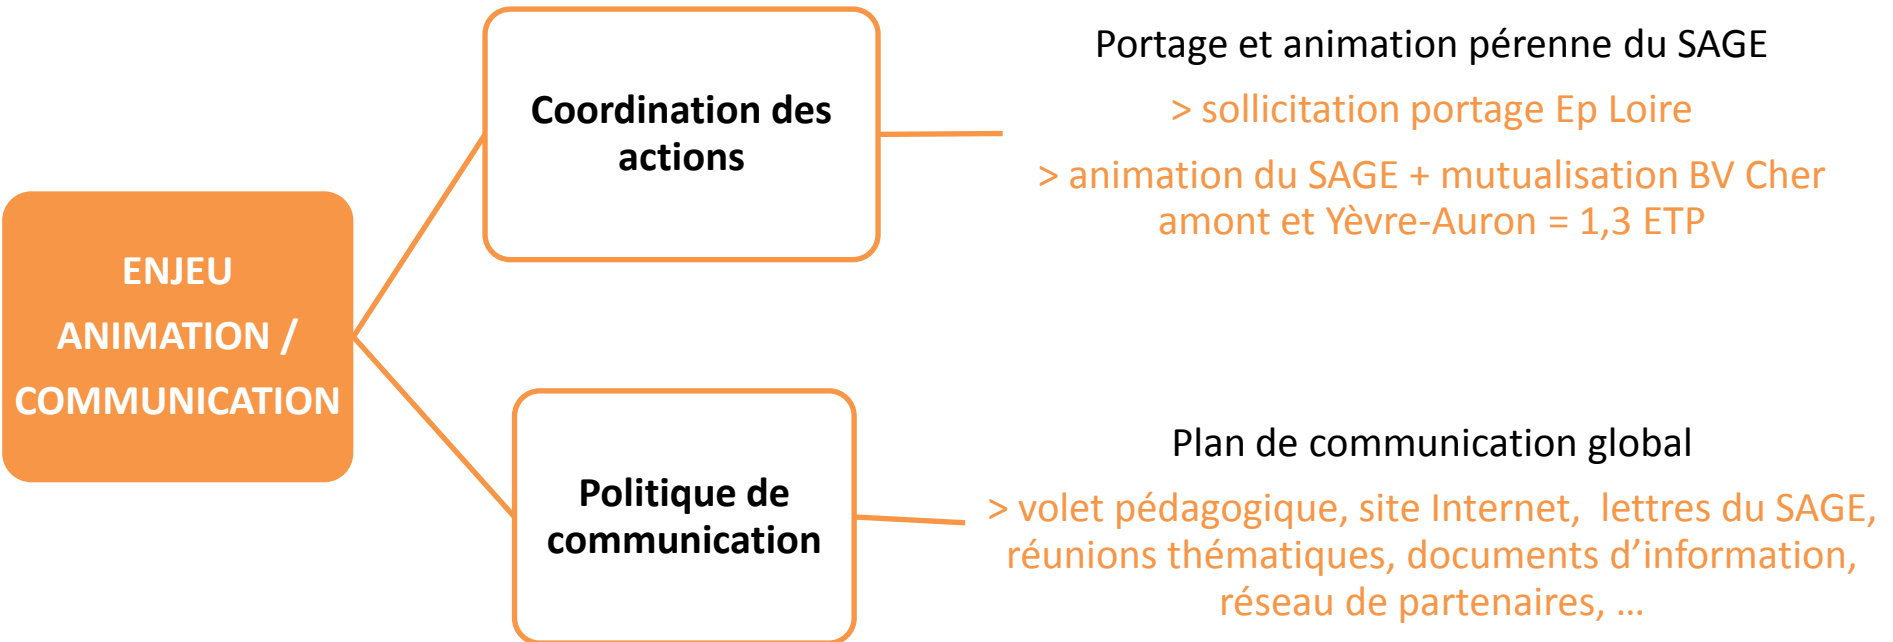 ENJEU
ANIMATION /
COMMUNICATION
Coordination des
actions
Portage et animation pérenne du SAGE
> sollicitation portage Ep Loire
> animation du SAGE + mutualisation BV Cher
amont et Yèvre-Auron = 1,3 ETP
Politique de
communication
Plan de communication global
> volet pédagogique, site Internet,  lettres du SAGE,
réunions thématiques, documents d’information,
réseau de partenaires, …